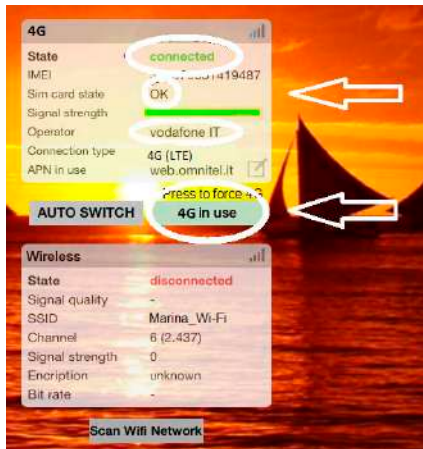 4G
State connected
IMEI 1419487
Sim card state OK
Signal strength
Operator vodafone IT
Connection type 4G (LTE)
APN in use web.omnitel.it
Press to force 4G
AUTO SWITCH 4G in use
Wireless
State disconnected
Signal quality -
SSID Marina_Wi-Fi
Channel 6 (2.437)
Signal strength 0
Encription unknown
Bit rate -
Scan Wifi Network